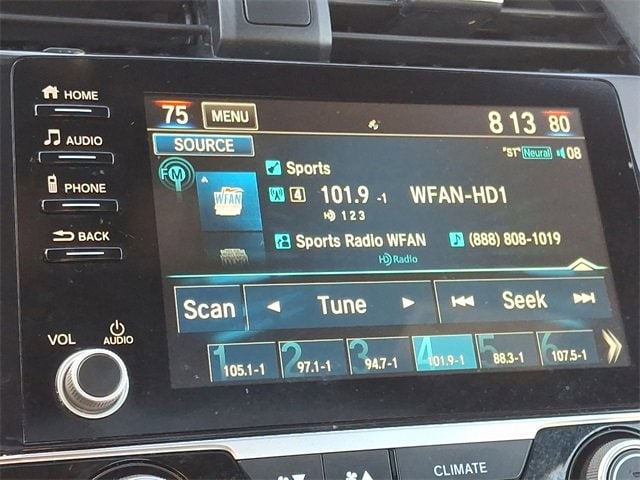 HOME
AUDIO
PHONE
BACK
VOL
AUDIO
75 MENU 8 13 80
SOURCE "ST" Neural 08
FM Sports
WFAN 4 101.9 -1 WFAN-HD1
HD 1 2 3
Sports Radio WFAN (888) 808-1019
HD Radio
Scan Tune Seek
1 105.1-1 2 97.1-1 3 94.7-1 4 101.9-1 5 88.3-1 6 107.5-1
CLIMATE